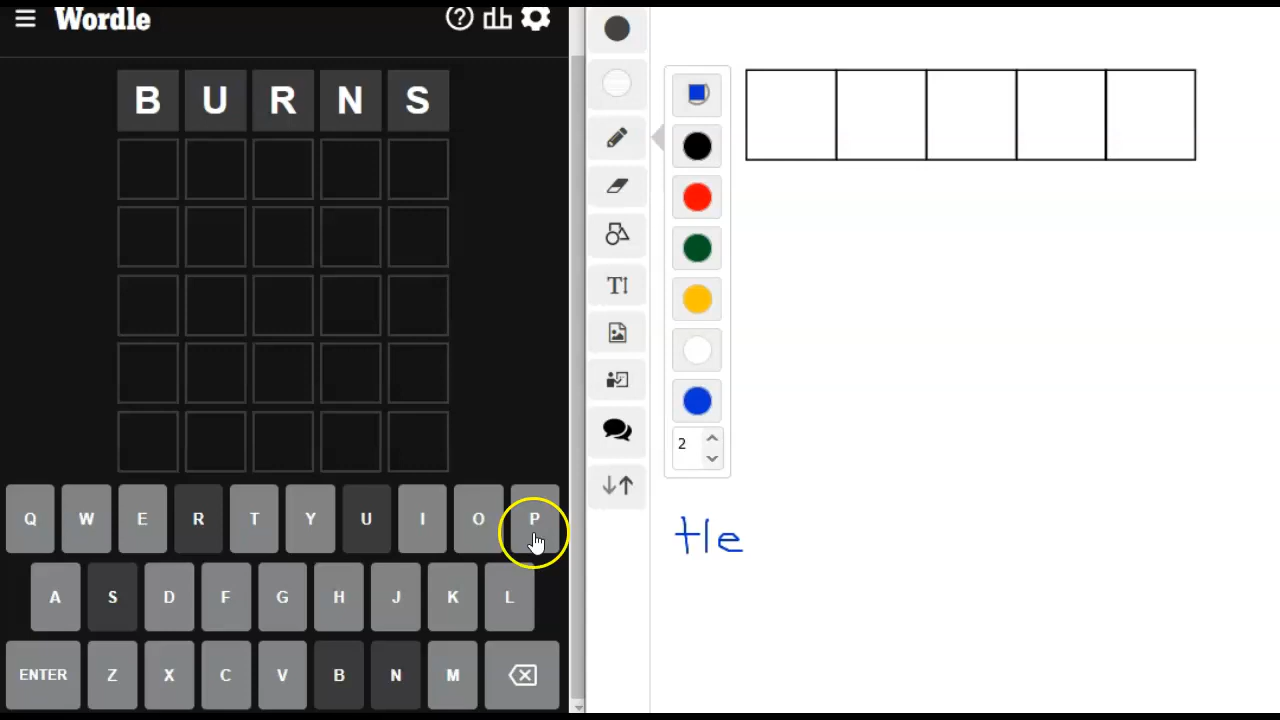 Wordle
B U R N S
Q W E R T Y U I O P
A S D F G H J K L
ENTER Z X C V B N M
T
2
tle